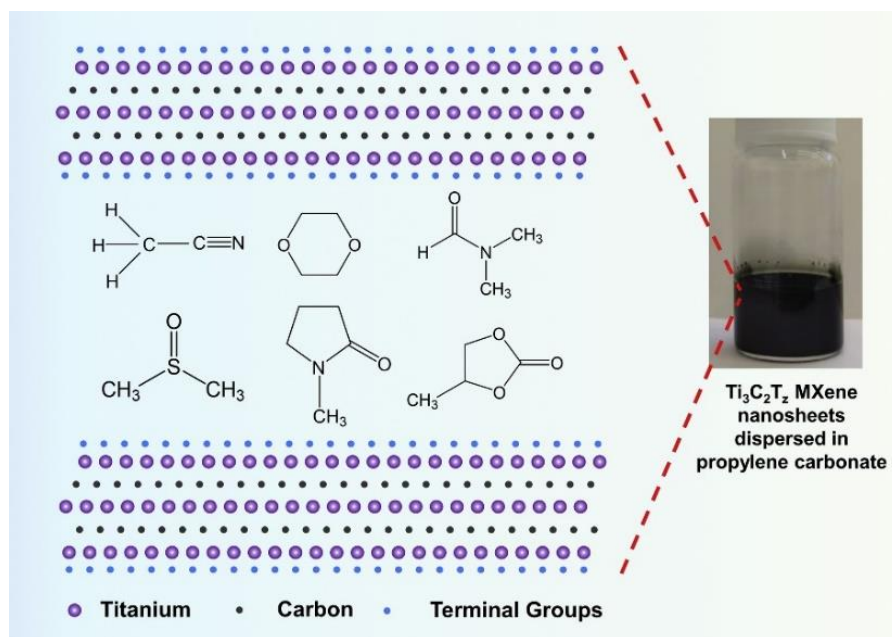 H
H
C
C
N
H
O
O
O
H
N
CH₃
CH₃
O
S
CH₃
CH₃
N
O
CH₃
O
O
O
CH₃
Ti₃C₂T𝓏 MXene
nanosheets
dispersed in
propylene carbonate
Titanium
Carbon
Terminal Groups